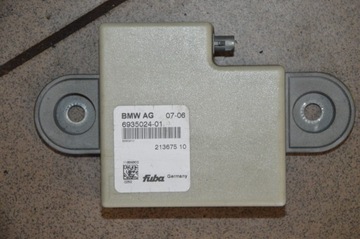 BMW AG 07-06
6935024-01
213675 10
fuba Germany